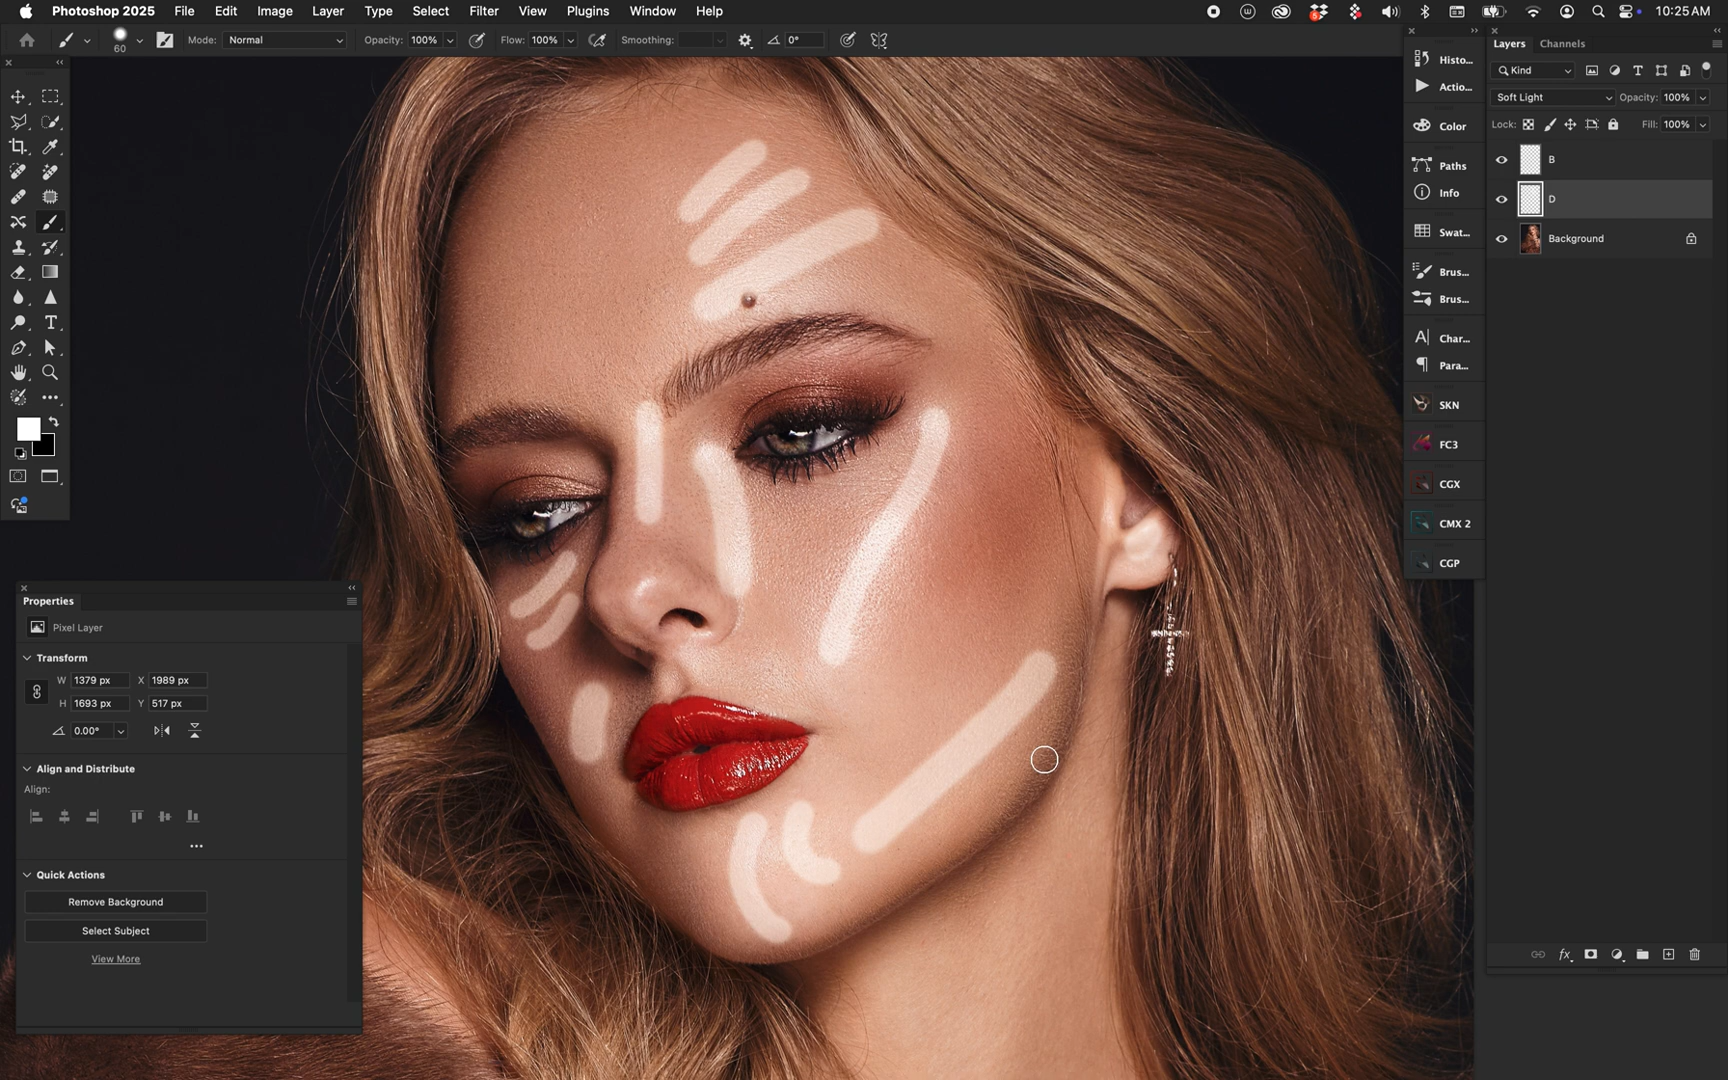 Photoshop 2025 File Edit Image Layer Type Select Filter View Plugins Window Help 10:25 AM
60 Mode: Normal Opacity: 100% Flow: 100% Smoothing: 0°
Histo...
Actio...
Color
Paths
Info
Swat...
Brus...
Brus...
Char...
Para...
SKN
FC3
CGX
CMX 2
CGP
Layers Channels
Kind
Soft Light Opacity: 100%
Lock: Fill: 100%
B
D
Background
Properties
Pixel Layer
Transform
W 1379 px X 1989 px
H 1693 px Y 517 px
0.00°
Align and Distribute
Align:
Quick Actions
Remove Background
Select Subject
View More